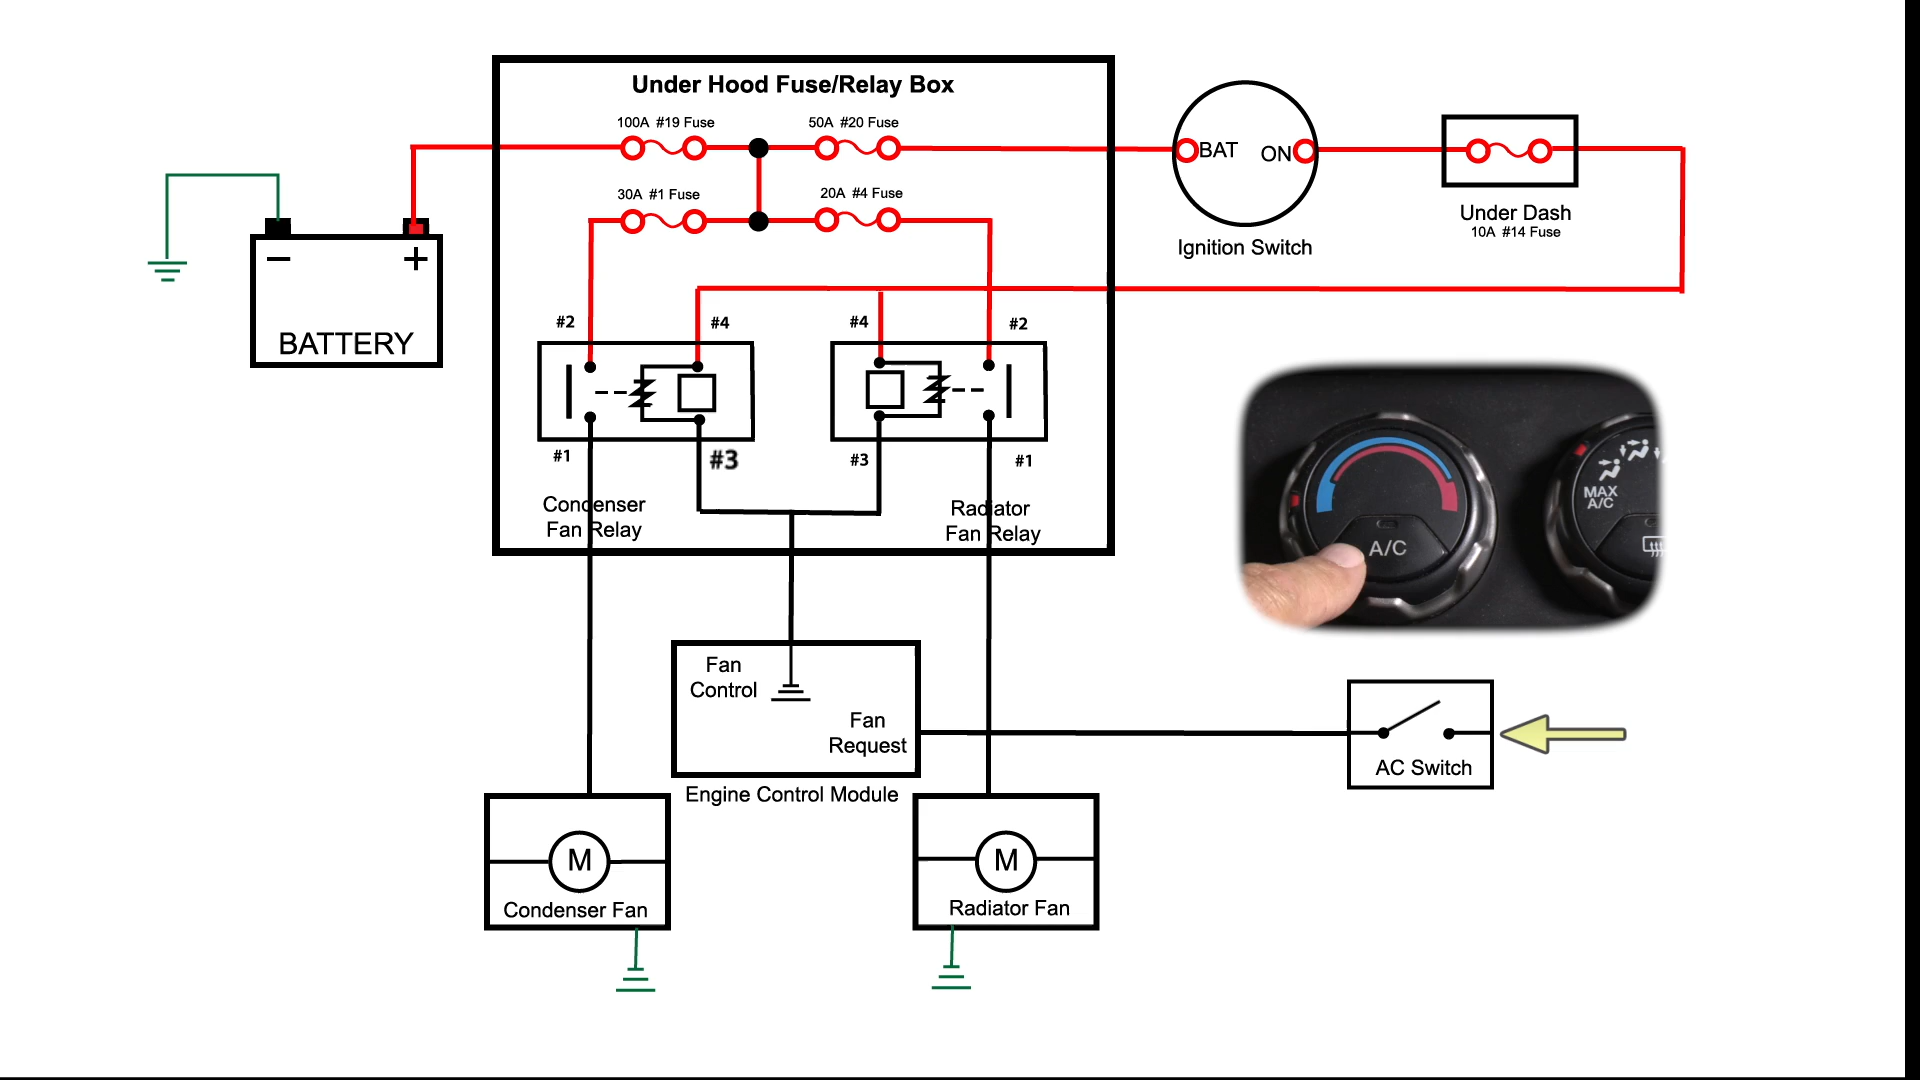 Under Hood Fuse/Relay Box
100A #19 Fuse
50A #20 Fuse
BAT
ON
30A #1 Fuse
20A #4 Fuse
Under Dash
10A #14 Fuse
Ignition Switch
−
+
BATTERY
#2
#4
#4
#2
#1
#3
#3
#1
Condenser
Fan Relay
Radiator
Fan Relay
MAX
A/C
A/C
Fan
Control
Fan
Request
Engine Control Module
AC Switch
M
Condenser Fan
M
Radiator Fan